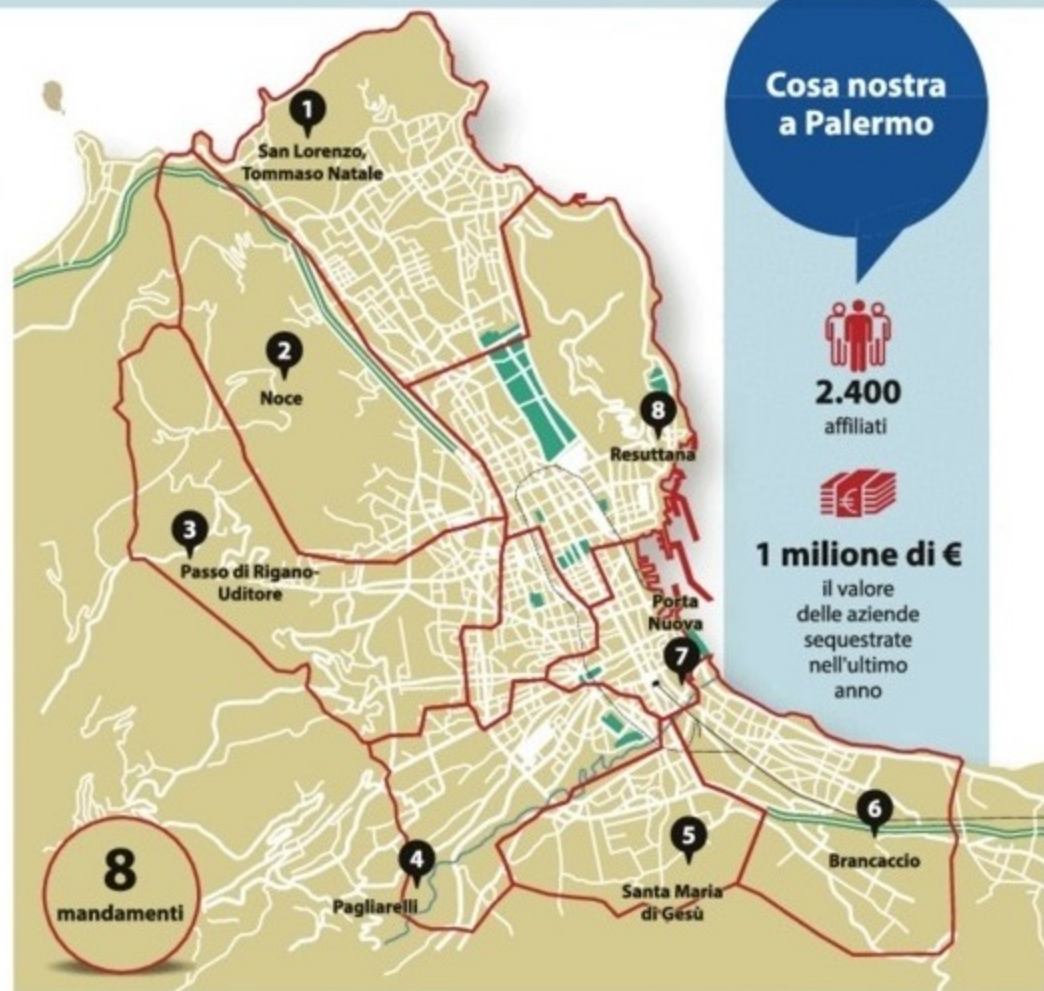 Cosa nostra
a Palermo
2.400
affiliati
€
1 milione di €
il valore
delle aziende
sequestrate
nell'ultimo
anno
1
San Lorenzo,
Tommaso Natale
2
Noce
3
Passo di Rigano-
Uditore
4
Pagliarelli
5
Santa Maria
di Gesù
6
Brancaccio
Porta
Nuova
7
8
Resuttana
8
mandamenti